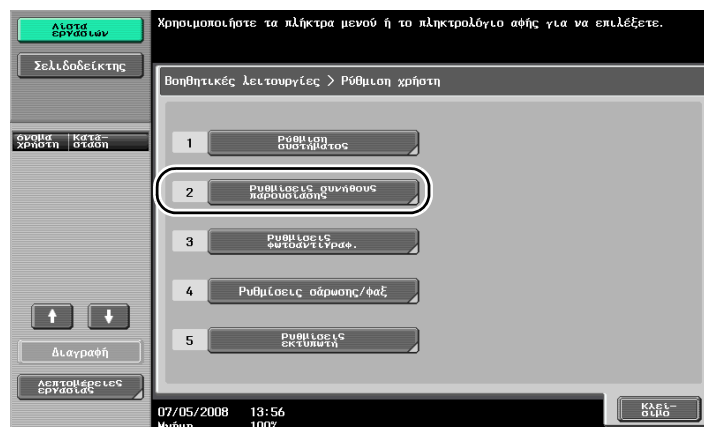 Λίστα
εργασιών
Χρησιμοποιήστε τα πλήκτρα μενού ή το πληκτρολόγιο αφής για να επιλέξετε.
Σελιδοδείκτης
Βοηθητικές λειτουργίες > Ρύθμιση χρήστη
όνομα
χρήστη
Κατά-
σταση
1
Ρύθμιση
συστήματος
2
Ρυθμίσεις συνήθους
παρουσίασης
3
Ρυθμίσεις
φωτοαντιγραφ.
4
Ρυθμίσεις σάρωσης/φαξ
5
Ρυθμίσεις
εκτυπωτή
Διαγραφή
Λεπτομέρειες
εργασίας
07/05/2008 13:56
Μνήμη 100%
Κλεί-
σιμο